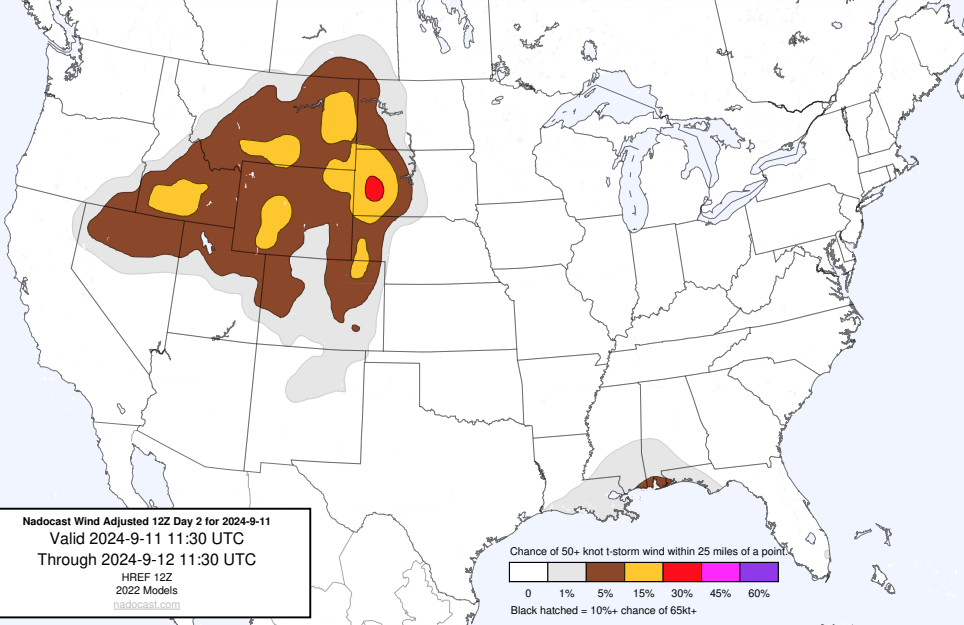 Nadocast Wind Adjusted 12Z Day 2 for 2024-9-11
Valid 2024-9-11 11:30 UTC
Through 2024-9-12 11:30 UTC
HREF 12Z
2022 Models
nadocast.com
Chance of 50+ knot t-storm wind within 25 miles of a point.
0 1% 5% 15% 30% 45% 60%
Black hatched = 10%+ chance of 65kt+